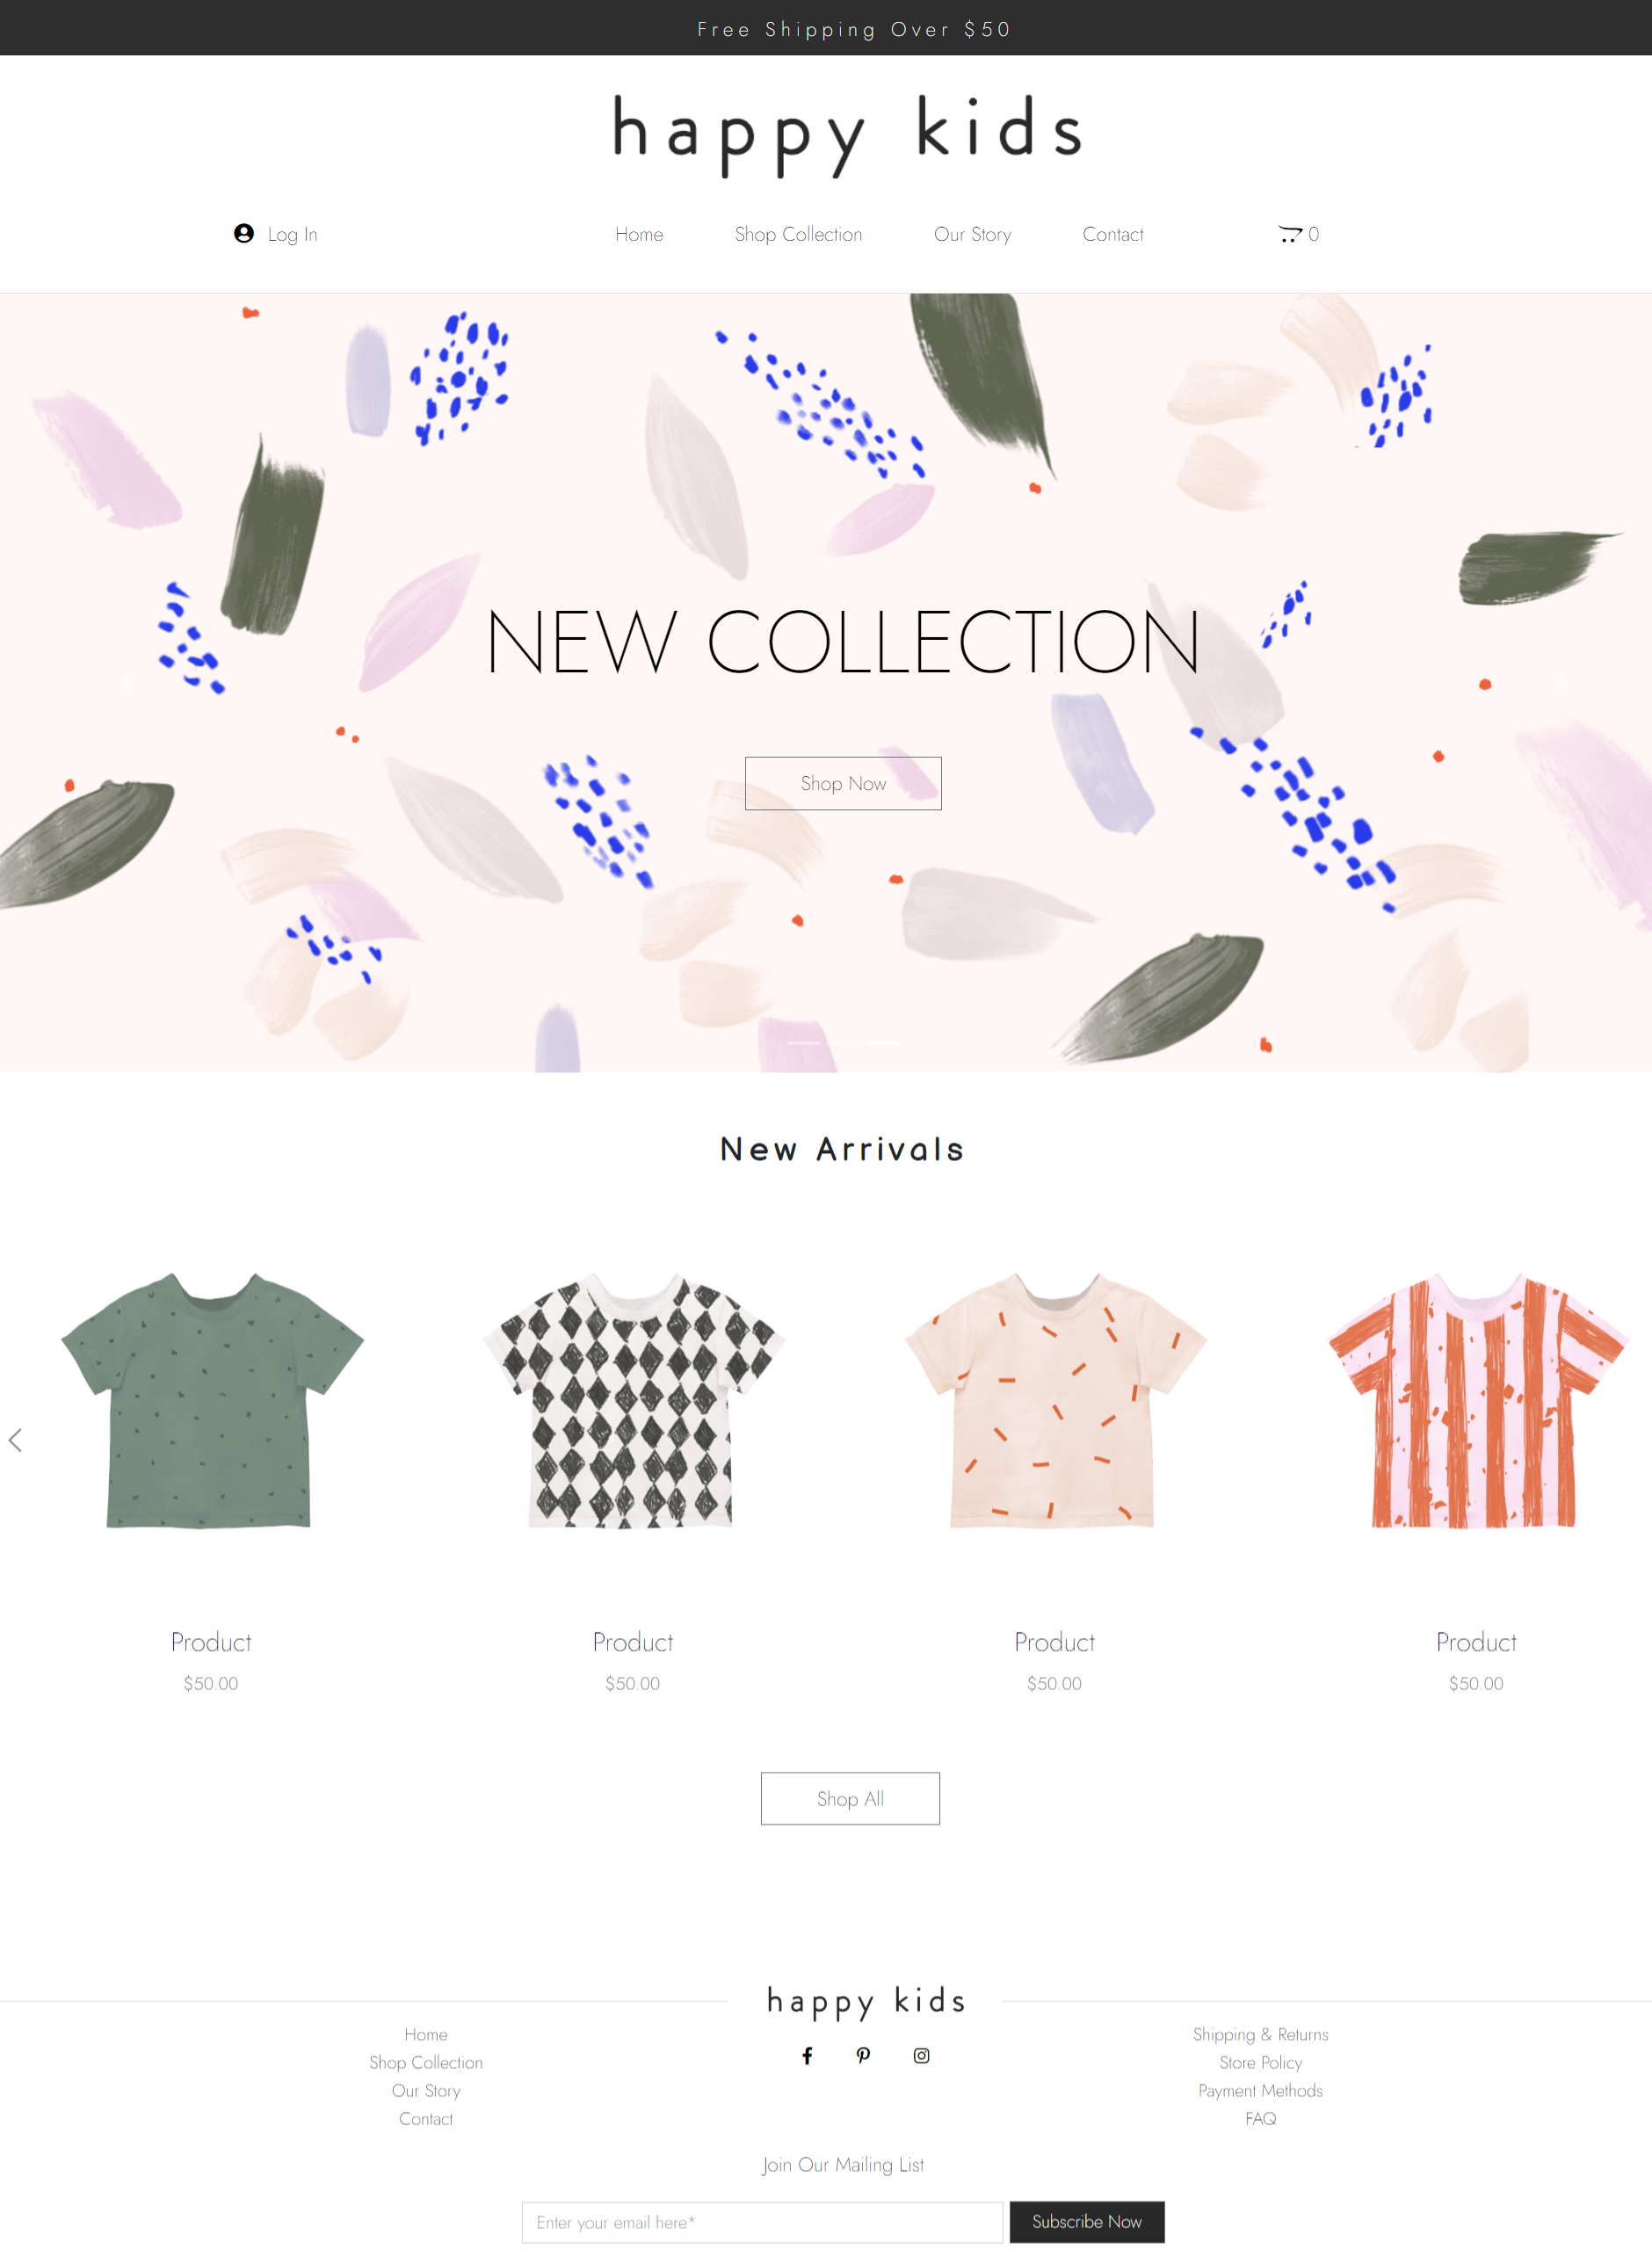 Free Shipping Over $50
happy kids
Log In
Home
Shop Collection
Our Story
Contact
0
NEW COLLECTION
Shop Now
New Arrivals
Product
$50.00
Product
$50.00
Product
$50.00
Product
$50.00
Shop All
happy kids
Home
Shop Collection
Our Story
Contact
Shipping & Returns
Store Policy
Payment Methods
FAQ
Join Our Mailing List
Enter your email here*
Subscribe Now